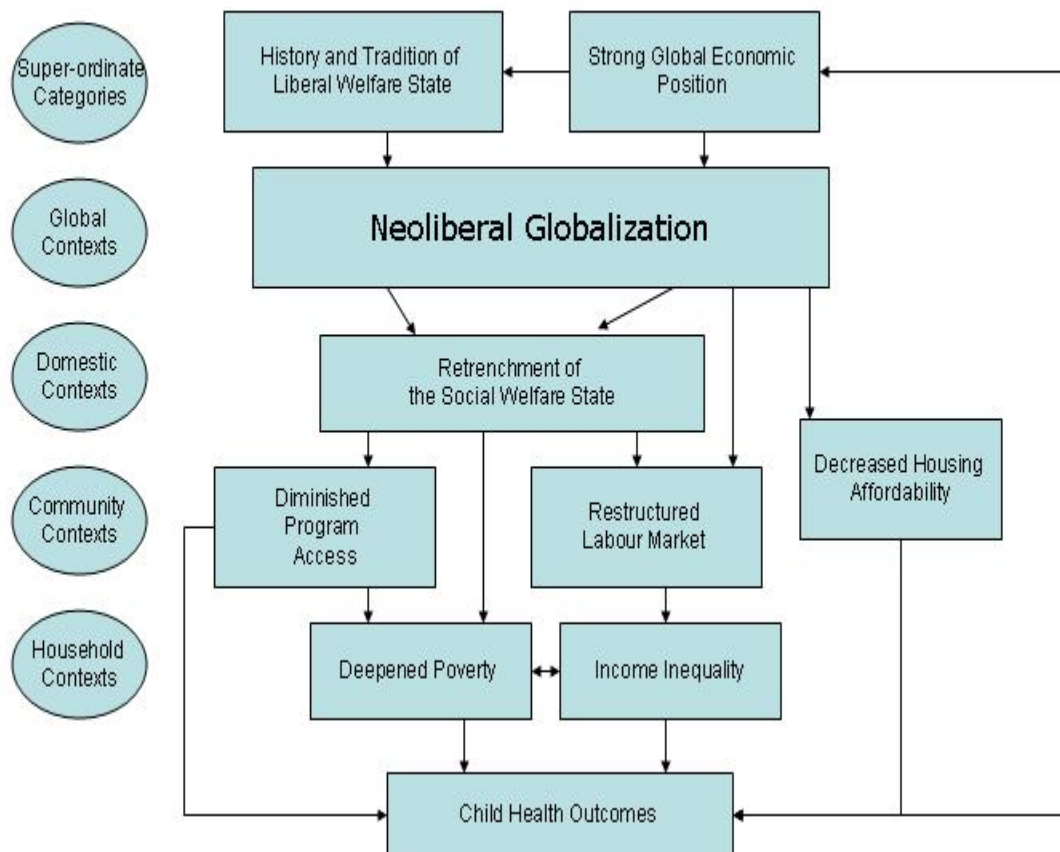 Super-ordinate
Categories
History and Tradition of
Liberal Welfare State
Strong Global Economic
Position
Global
Contexts
Neoliberal Globalization
Domestic
Contexts
Retrenchment of
the Social Welfare State
Community
Contexts
Diminished
Program
Access
Restructured
Labour Market
Decreased Housing
Affordability
Household
Contexts
Deepened Poverty
Income Inequality
Child Health Outcomes